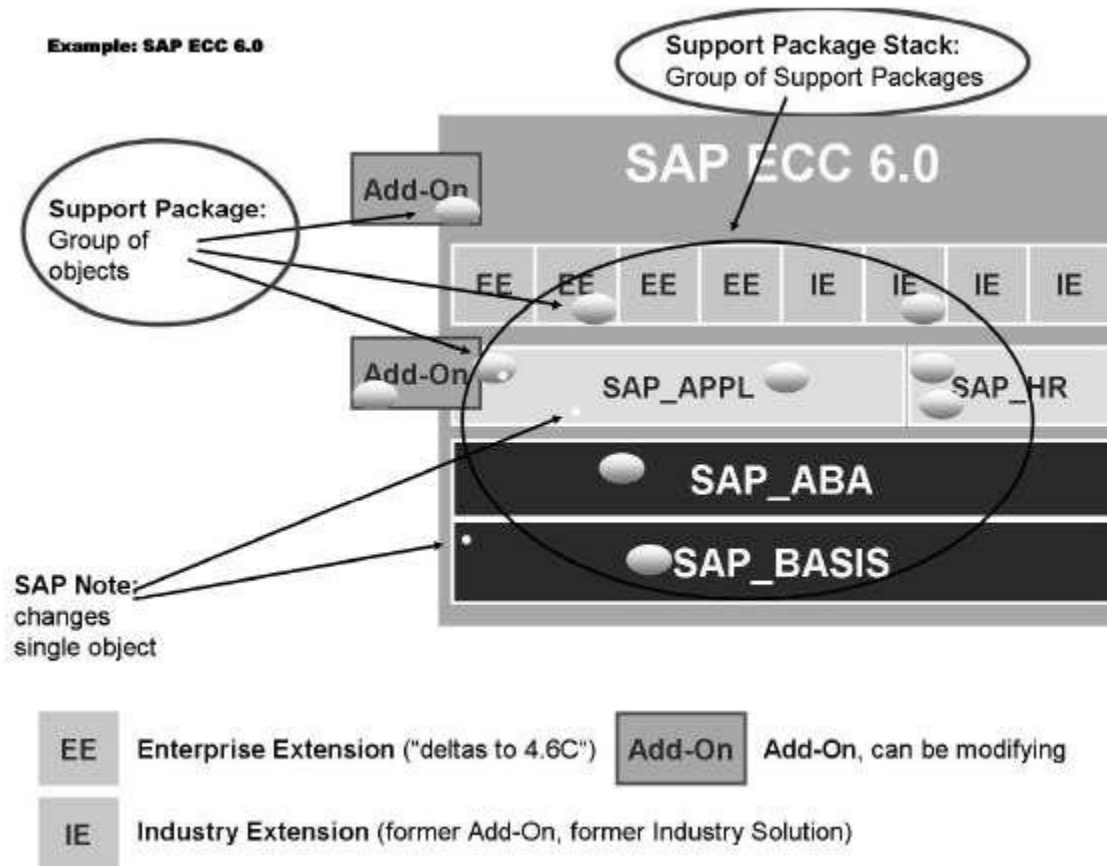 Example: SAP ECC 6.0
Support Package Stack:
Group of Support Packages
SAP ECC 6.0
Add-On
Support Package:
Group of
objects
EE EE EE EE IE IE IE IE
Add-On
SAP_APPL
SAP_HR
SAP_ABA
SAP_BASIS
SAP Note:
changes
single object
EE Enterprise Extension ("deltas to 4.6C") Add-On Add-On, can be modifying
IE Industry Extension (former Add-On, former Industry Solution)